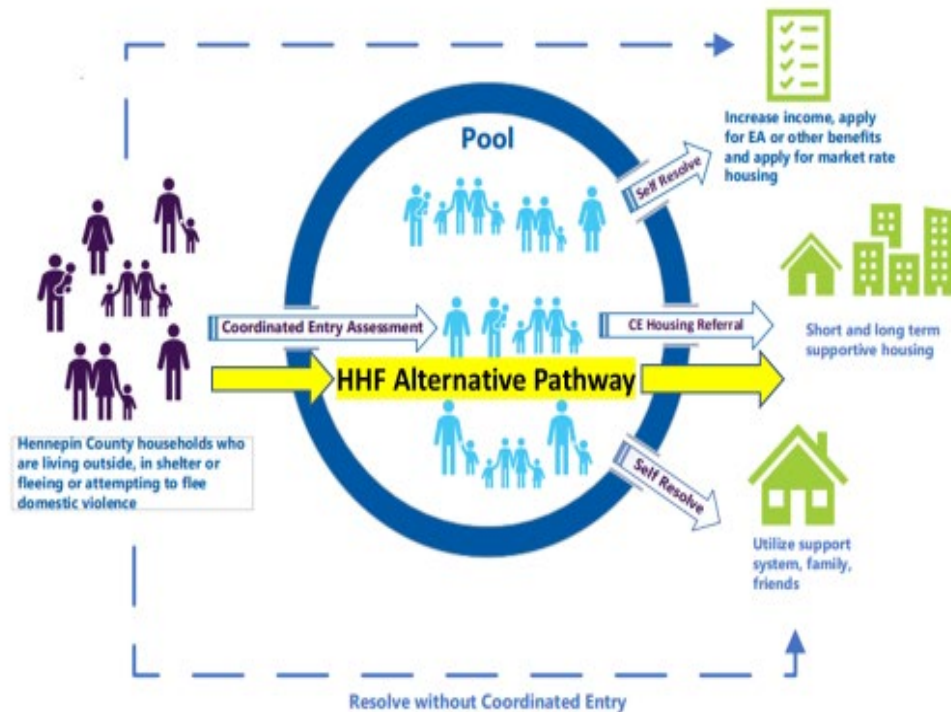 Pool
Increase income, apply
for EA or other benefits
and apply for market rate
housing
Self Resolve
Coordinated Entry Assessment
CE Housing Referral
Short and long term
supportive housing
HHF Alternative Pathway
Hennepin County households who
are living outside, in shelter or
fleeing or attempting to flee
domestic violence
Self Resolve
Utilize support
system, family,
friends
Resolve without Coordinated Entry